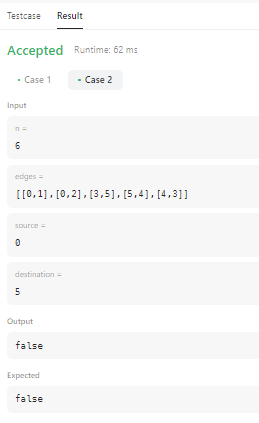 Testcase Result
Accepted Runtime: 62 ms
• Case 1 • Case 2
Input
n =
6
edges =
[[0,1],[0,2],[3,5],[5,4],[4,3]]
source =
0
destination =
5
Output
false
Expected
false